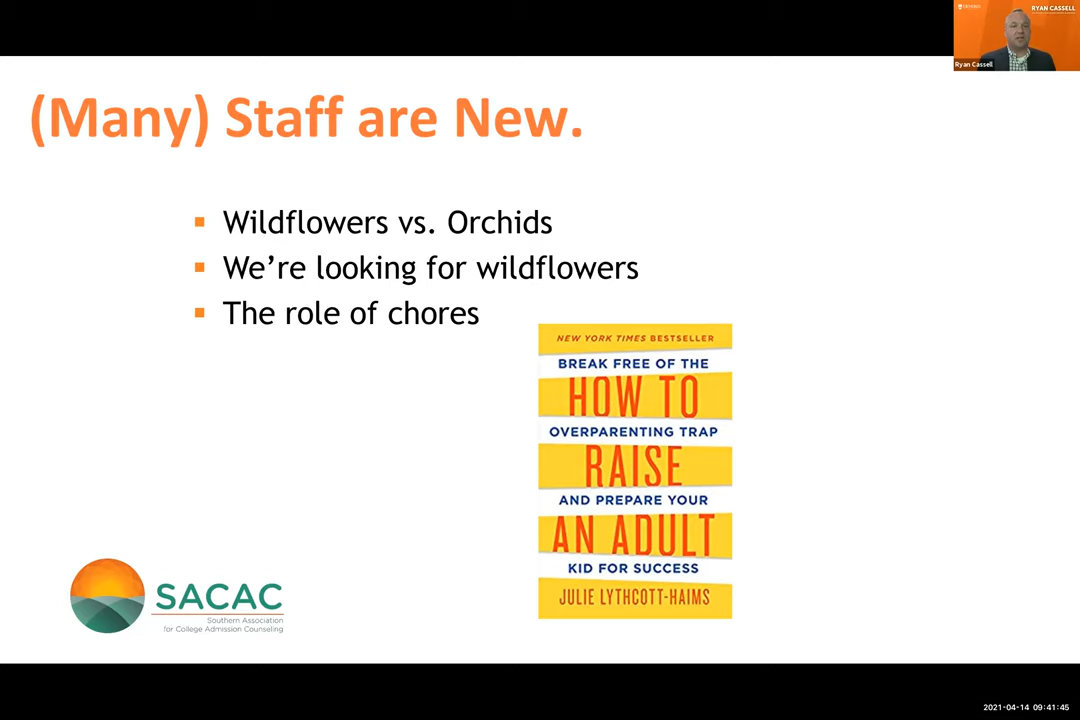 RYAN CASSELL
Ryan Cassell
(Many) Staff are New.
▪ Wildflowers vs. Orchids
▪ We're looking for wildflowers
▪ The role of chores
NEW YORK TIMES BESTSELLER
BREAK FREE OF THE
HOW TO
OVERPARENTING TRAP
RAISE
AND PREPARE YOUR
AN ADULT
KID FOR SUCCESS
JULIE LYTHCOTT-HAIMS
SACAC
Southern Association
for College Admission Counseling
2021-04-14 09:41:45